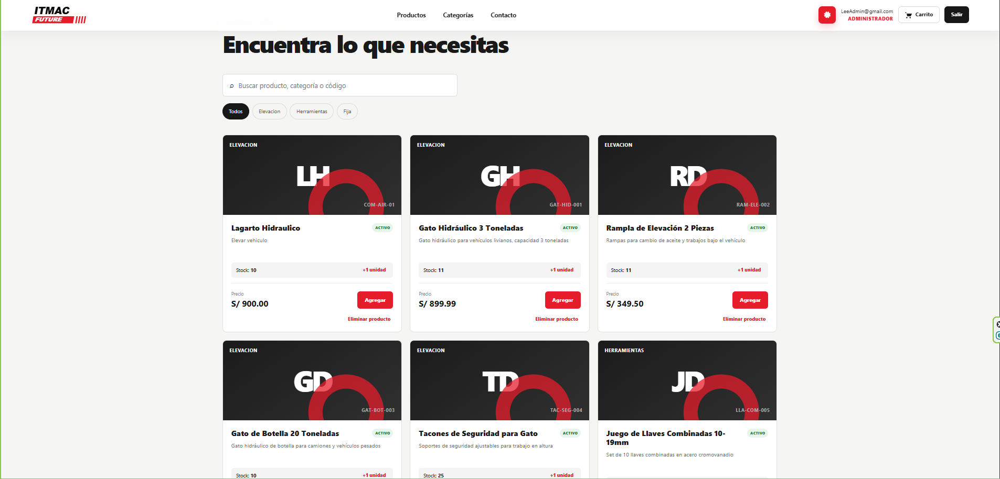 ITMAC
FUTURE
Productos
Categorías
Contacto
LeeAdmin@gmail.com
ADMINISTRADOR
Carrito
Salir
Encuentra lo que necesitas
Buscar producto, categoría o código
Todos
Elevacion
Herramientas
Fija
ELEVACION
LH
COM-AIR-01
Lagarto Hidraulico
ACTIVO
Elevar vehiculo
Stock: 10
+1 unidad
Precio
S/ 900.00
Agregar
Eliminar producto
ELEVACION
GH
GAT-HID-001
Gato Hidráulico 3 Toneladas
ACTIVO
Gato hidráulico para vehículos livianos, capacidad 3 toneladas
Stock: 11
+1 unidad
Precio
S/ 899.99
Agregar
Eliminar producto
ELEVACION
RD
RAM-ELE-002
Rampla de Elevación 2 Piezas
ACTIVO
Rampas para cambio de aceite y trabajos bajo el vehículo
Stock: 11
+1 unidad
Precio
S/ 349.50
Agregar
Eliminar producto
ELEVACION
GD
GAT-BOT-003
Gato de Botella 20 Toneladas
ACTIVO
Gato hidráulico de botella para camiones y vehículos pesados
Stock: 10
+1 unidad
ELEVACION
TD
TAC-SEG-004
Tacones de Seguridad para Gato
ACTIVO
Soportes de seguridad ajustables para trabajo en altura
Stock: 25
+1 unidad
HERRAMIENTAS
JD
LLA-COM-005
Juego de Llaves Combinadas 10-
19mm
ACTIVO
Set de 10 llaves combinadas en acero cromovanadio